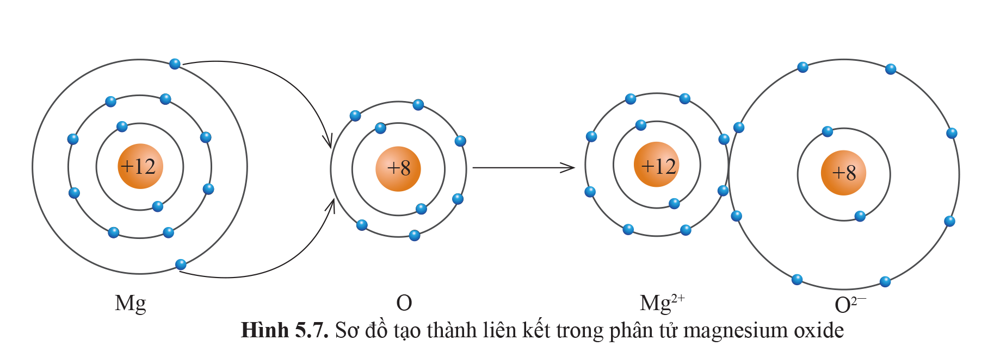 +12
+8
+12
+8
Mg
O
Mg²⁺
O²⁻
Hình 5.7. Sơ đồ tạo thành liên kết trong phân tử magnesium oxide